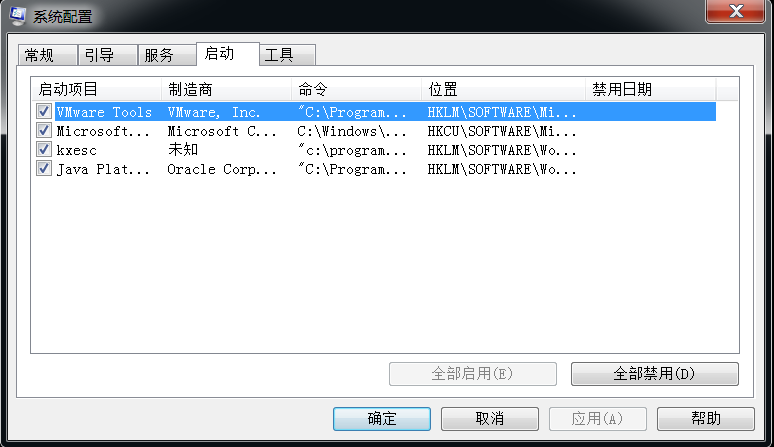 系统配置
常规 引导 服务 启动 工具
启动项目 制造商 命令 位置 禁用日期
VMware Tools VMware, Inc. "C:\Program... HKLM\SOFTWARE\Mi...
Microsoft... Microsoft C... C:\Windows\... HKCU\SOFTWARE\Mi...
kxesc 未知 "c:\program... HKLM\SOFTWARE\Wo...
Java Plat... Oracle Corp... "C:\Program... HKLM\SOFTWARE\Wo...
全部启用(E) 全部禁用(D)
确定 取消 应用(A) 帮助